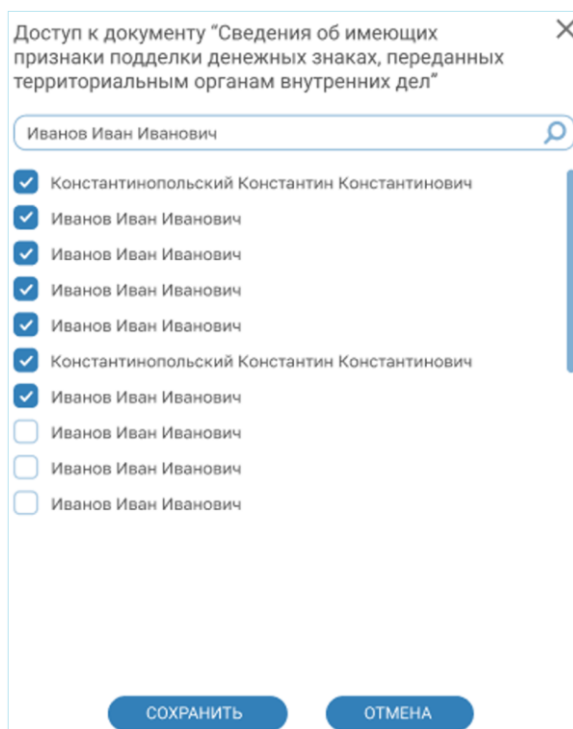 Доступ к документу “Сведения об имеющих
признаки подделки денежных знаках, переданных
территориальным органам внутренних дел”
Иванов Иван Иванович
Константинопольский Константин Константинович
Иванов Иван Иванович
Иванов Иван Иванович
Иванов Иван Иванович
Иванов Иван Иванович
Константинопольский Константин Константинович
Иванов Иван Иванович
Иванов Иван Иванович
Иванов Иван Иванович
Иванов Иван Иванович
СОХРАНИТЬ ОТМЕНА